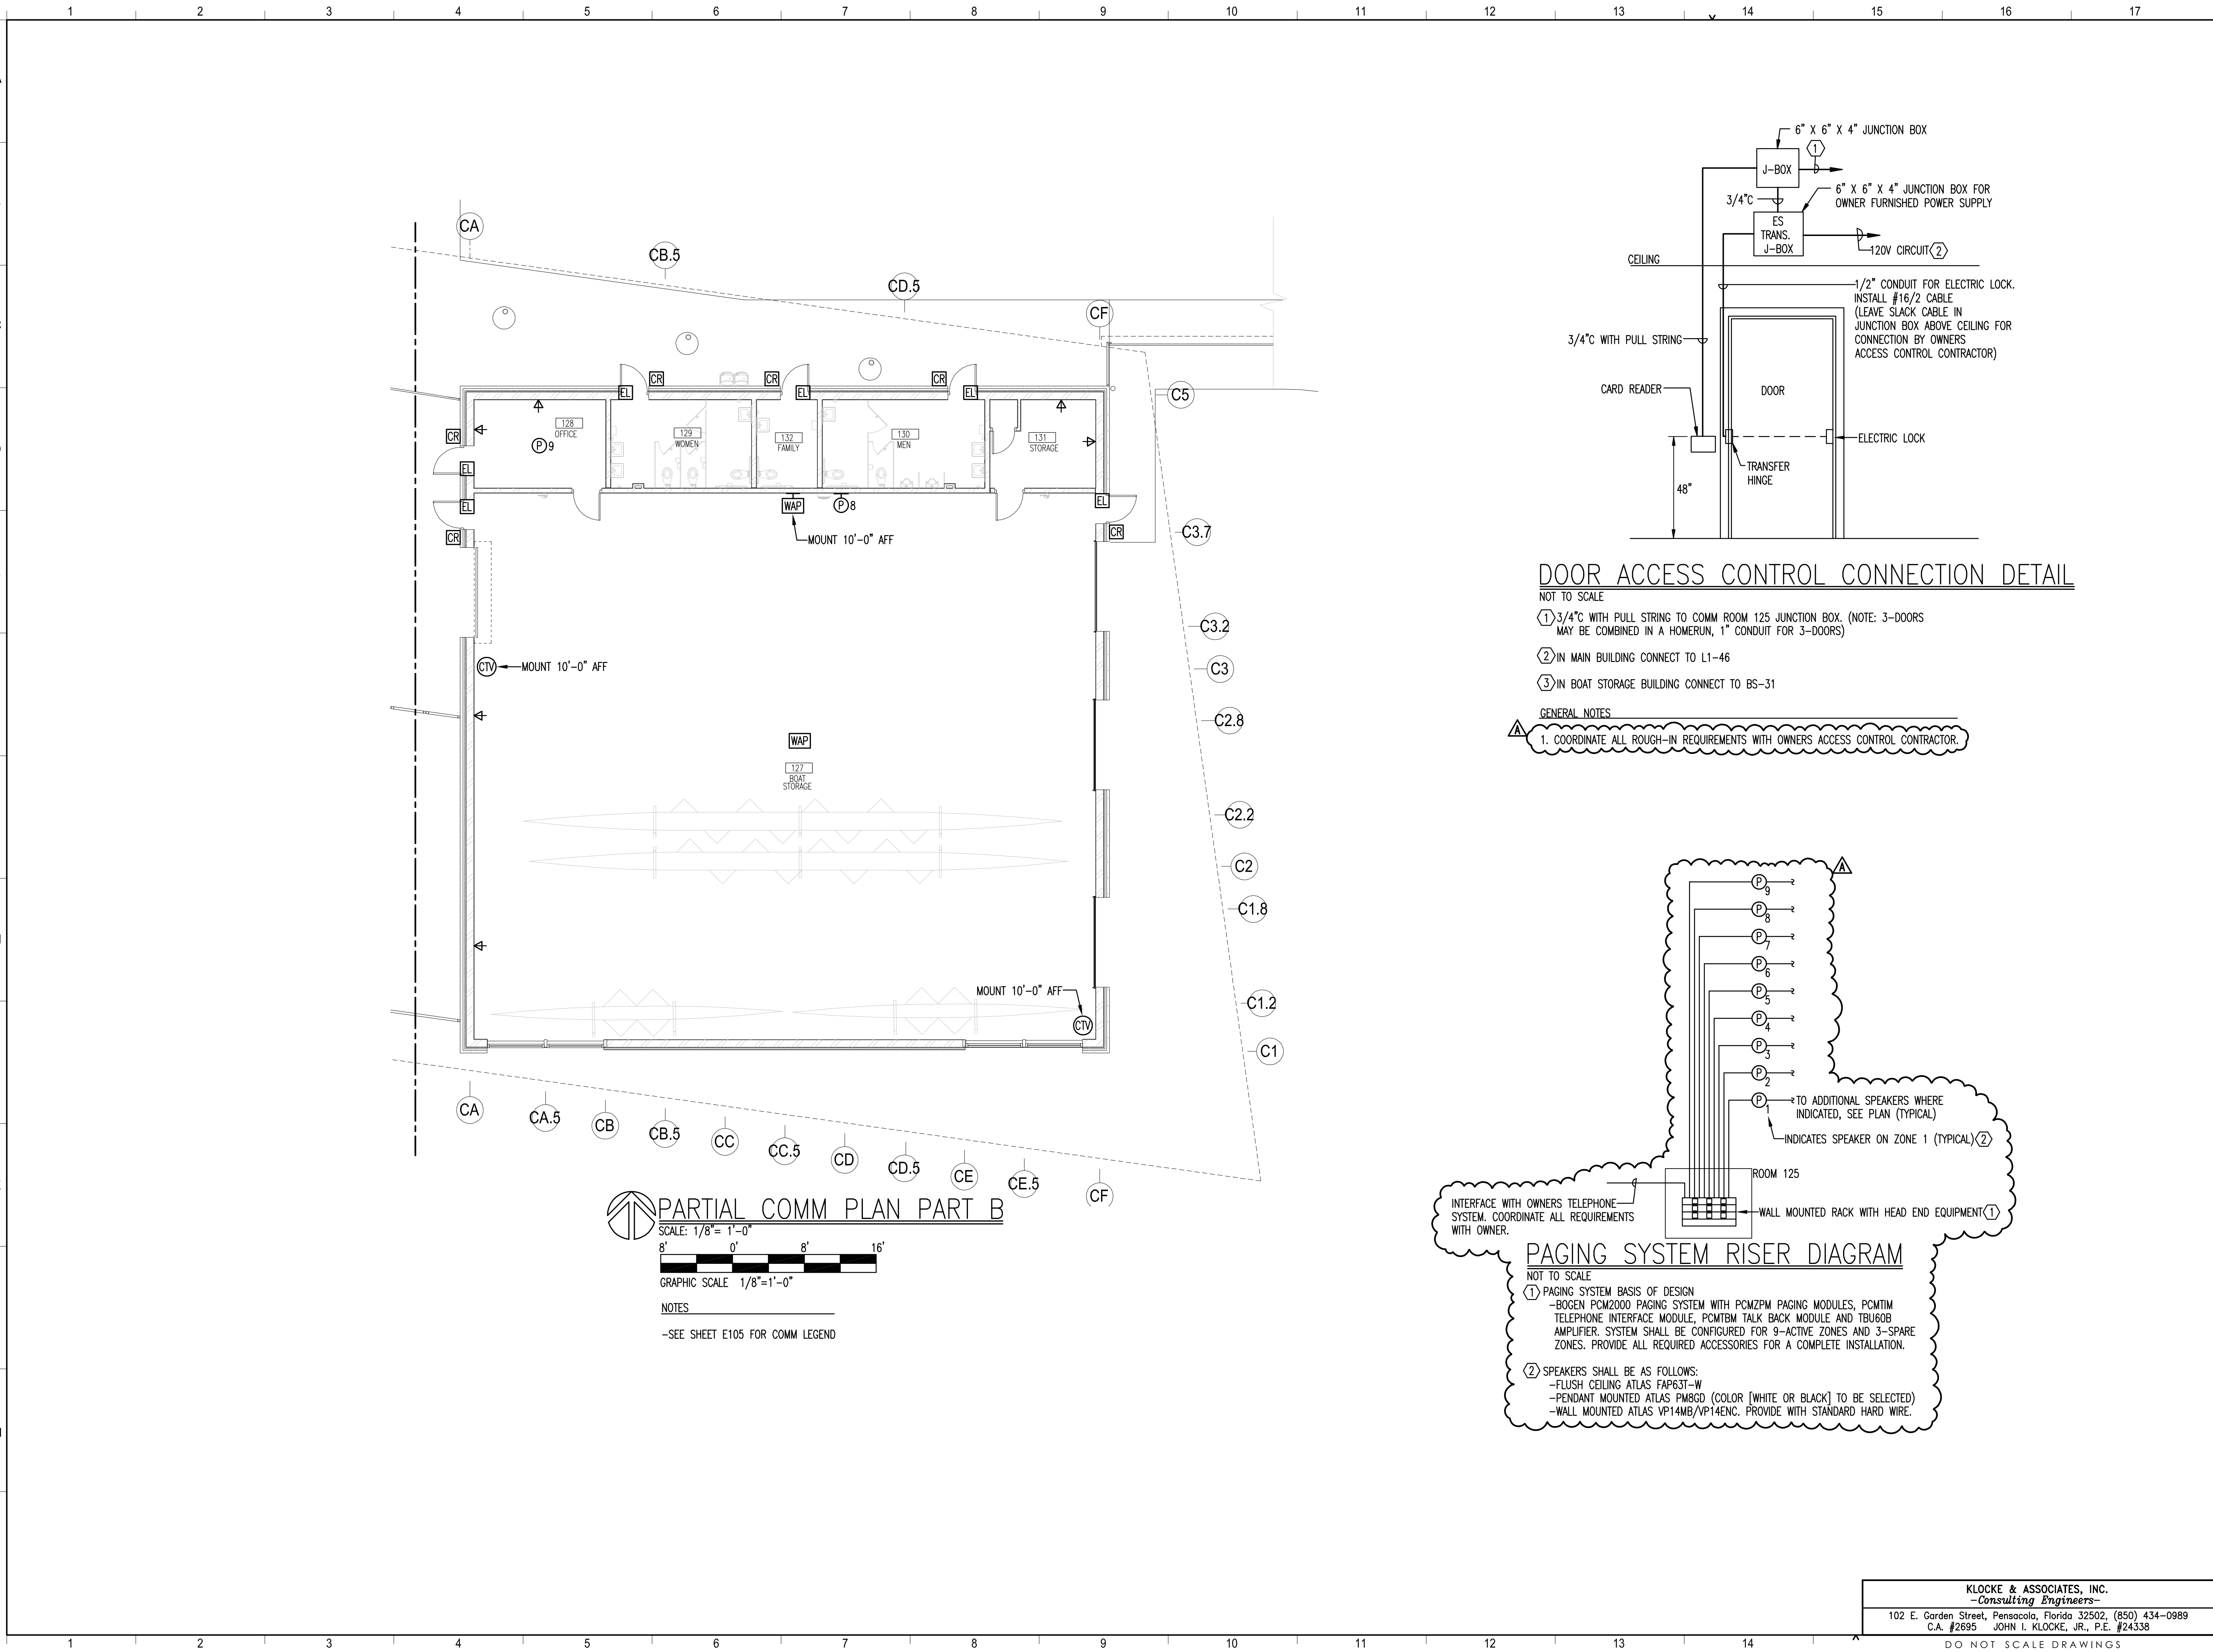 1 2 3 4 5 6 7 8 9 10 11 12 13 14 15 16 17
6" X 6" X 4" JUNCTION BOX
1
J-BOX
6" X 6" X 4" JUNCTION BOX FOR
OWNER FURNISHED POWER SUPPLY
3/4"C
ES
TRANS.
J-BOX
120V CIRCUIT 2
CEILING
1/2" CONDUIT FOR ELECTRIC LOCK.
INSTALL #16/2 CABLE
(LEAVE SLACK CABLE IN
JUNCTION BOX ABOVE CEILING FOR
CONNECTION BY OWNERS
ACCESS CONTROL CONTRACTOR)
3/4"C WITH PULL STRING
CARD READER
DOOR
ELECTRIC LOCK
TRANSFER
HINGE
48"
DOOR ACCESS CONTROL CONNECTION DETAIL
NOT TO SCALE
1 3/4"C WITH PULL STRING TO COMM ROOM 125 JUNCTION BOX. (NOTE: 3-DOORS
MAY BE COMBINED IN A HOMERUN, 1" CONDUIT FOR 3-DOORS)
2 IN MAIN BUILDING CONNECT TO L1-46
3 IN BOAT STORAGE BUILDING CONNECT TO BS-31
GENERAL NOTES
A
1. COORDINATE ALL ROUGH-IN REQUIREMENTS WITH OWNERS ACCESS CONTROL CONTRACTOR.
CA
CB.5
CD.5
CF
CR CR CR
EL EL EL
C5
CR
128
OFFICE
P 9
129
WOMEN
132
FAMILY
130
MEN
131
STORAGE
EL
EL
WAP
P 8
EL
CR
CR
MOUNT 10'-0" AFF
C3.7
C3.2
CTV MOUNT 10'-0" AFF
C3
C2.8
WAP
127
BOAT
STORAGE
C2.2
C2
C1.8
MOUNT 10'-0" AFF
CTV
C1.2
C1
CA
CA.5
CB
CB.5
CC
CC.5
CD
CD.5
CE
CE.5
CF
PARTIAL COMM PLAN PART B
SCALE: 1/8"= 1'-0"
8' 0' 8' 16'
GRAPHIC SCALE 1/8"=1'-0"
NOTES
-SEE SHEET E105 FOR COMM LEGEND
A
P 9
P 8
P 7
P 6
P 5
P 4
P 3
P 2
P 1
TO ADDITIONAL SPEAKERS WHERE
INDICATED, SEE PLAN (TYPICAL)
INDICATES SPEAKER ON ZONE 1 (TYPICAL) 2
ROOM 125
INTERFACE WITH OWNERS TELEPHONE
SYSTEM. COORDINATE ALL REQUIREMENTS
WITH OWNER.
WALL MOUNTED RACK WITH HEAD END EQUIPMENT 1
PAGING SYSTEM RISER DIAGRAM
NOT TO SCALE
1 PAGING SYSTEM BASIS OF DESIGN
-BOGEN PCM2000 PAGING SYSTEM WITH PCMZPM PAGING MODULES, PCMTIM
TELEPHONE INTERFACE MODULE, PCMTBM TALK BACK MODULE AND TBU60B
AMPLIFIER. SYSTEM SHALL BE CONFIGURED FOR 9-ACTIVE ZONES AND 3-SPARE
ZONES. PROVIDE ALL REQUIRED ACCESSORIES FOR A COMPLETE INSTALLATION.
2 SPEAKERS SHALL BE AS FOLLOWS:
-FLUSH CEILING ATLAS FAP63T-W
-PENDANT MOUNTED ATLAS PM8GD (COLOR [WHITE OR BLACK] TO BE SELECTED)
-WALL MOUNTED ATLAS VP14MB/VP14ENC. PROVIDE WITH STANDARD HARD WIRE.
KLOCKE & ASSOCIATES, INC.
-Consulting Engineers-
102 E. Garden Street, Pensacola, Florida 32502, (850) 434-0989
C.A. #2695 JOHN I. KLOCKE, JR., P.E. #24338
1 2 3 4 5 6 7 8 9 10 11 12 13 14
DO NOT SCALE DRAWINGS